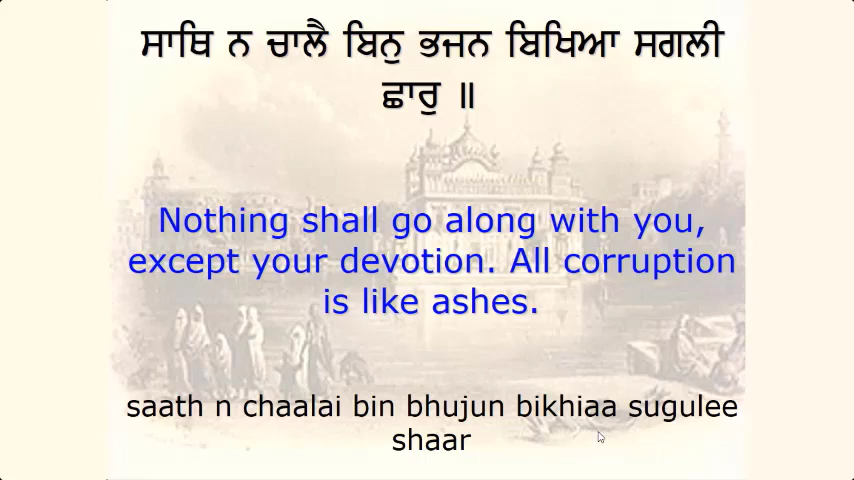 ਸਾਥਿ ਨ ਚਾਲੈ ਬਿਨੁ ਭਜਨ ਬਿਖਿਆ ਸਗਲੀ
ਛਾਰੁ ॥
Nothing shall go along with you,
except your devotion. All corruption
is like ashes.
saath n chaalai bin bhujun bikhiaa sugulee
shaar